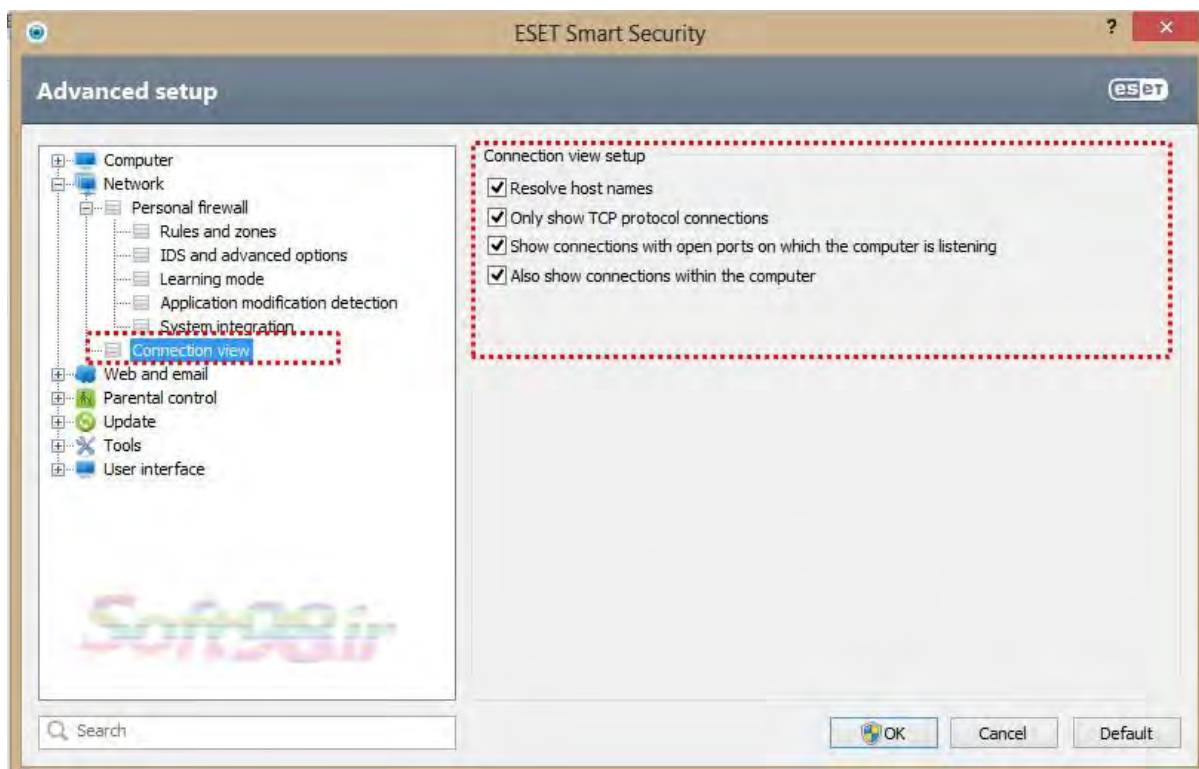 ESET Smart Security
?
Advanced setup
eset
Computer
Network
Personal firewall
Rules and zones
IDS and advanced options
Learning mode
Application modification detection
System integration
Connection view
Web and email
Parental control
Update
Tools
User interface
Connection view setup
Resolve host names
Only show TCP protocol connections
Show connections with open ports on which the computer is listening
Also show connections within the computer
Soft98.ir
Search
OK
Cancel
Default